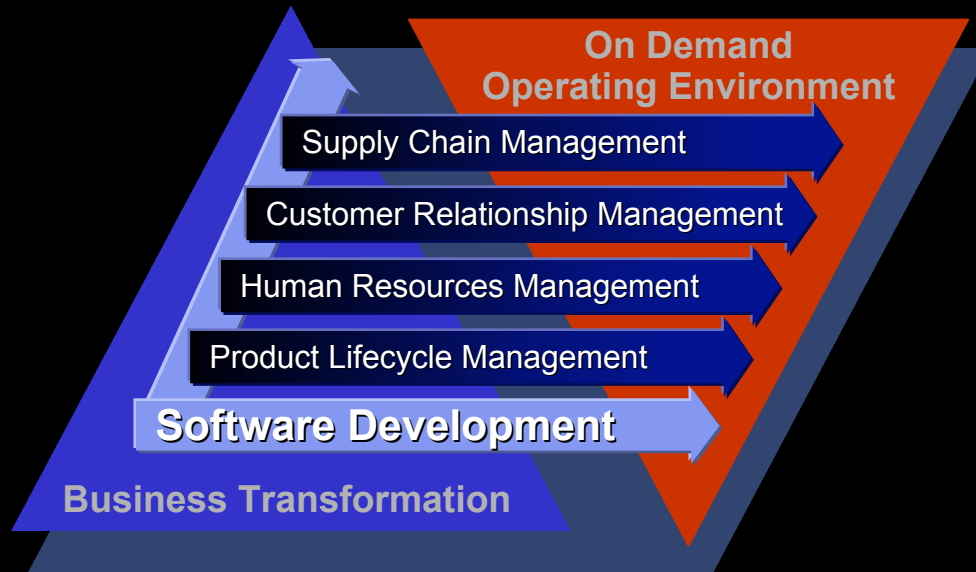 On Demand
Operating Environment
Supply Chain Management
Customer Relationship Management
Human Resources Management
Product Lifecycle Management
Software Development
Business Transformation